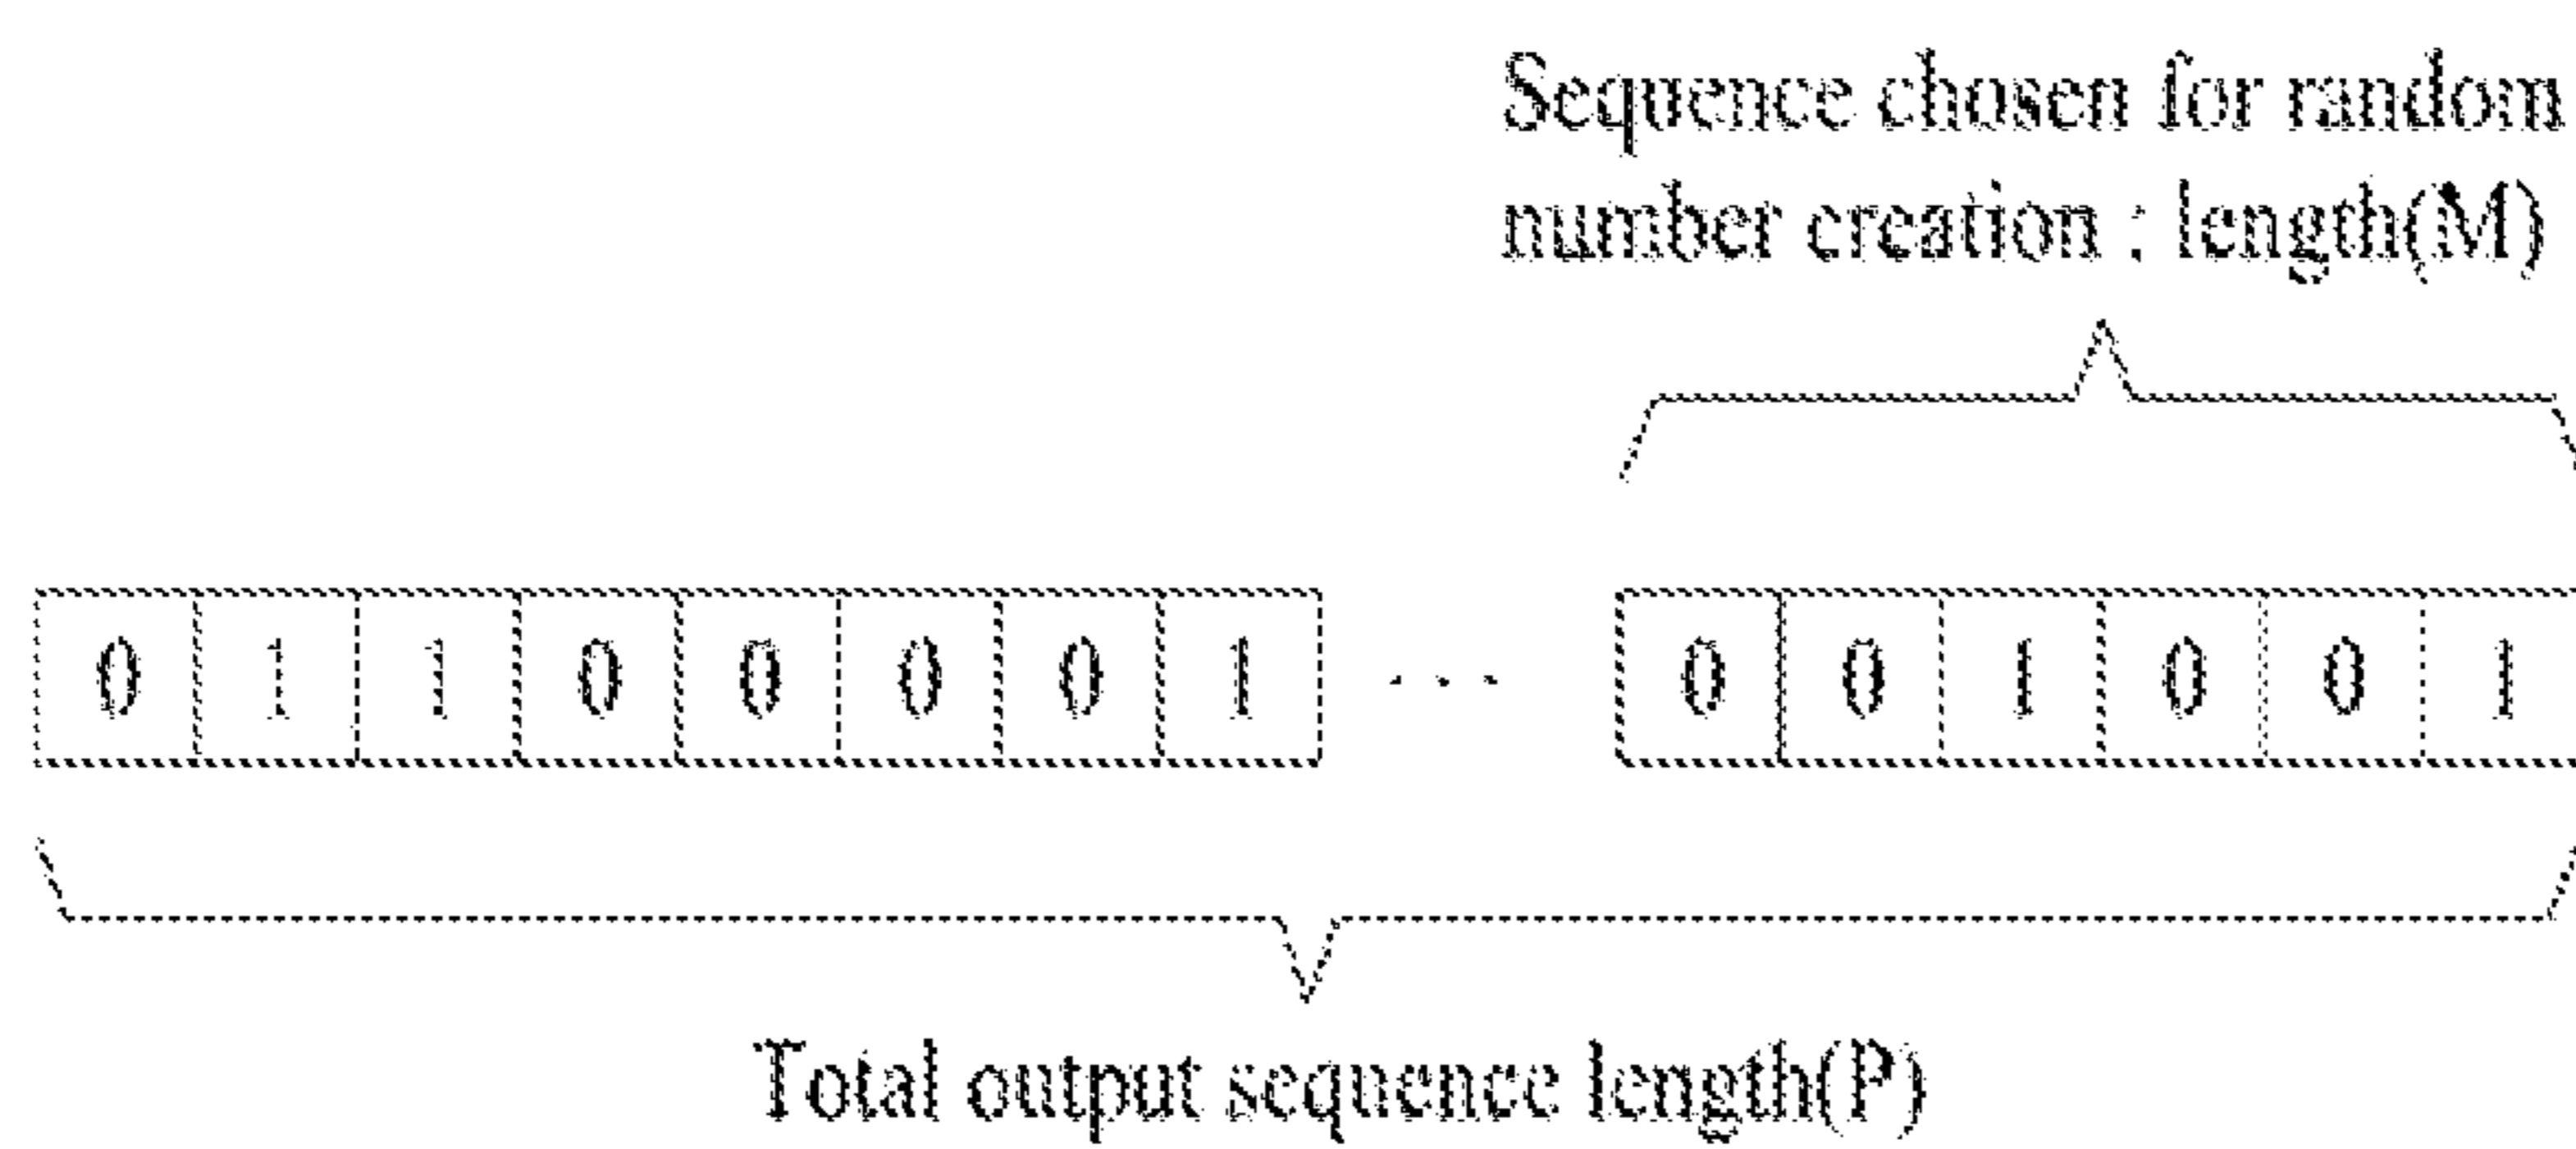 Sequence chosen for random
number creation : length(M)
0 1 1 0 0 0 0 1 ... 0 0 1 0 0 1
Total output sequence length(P)